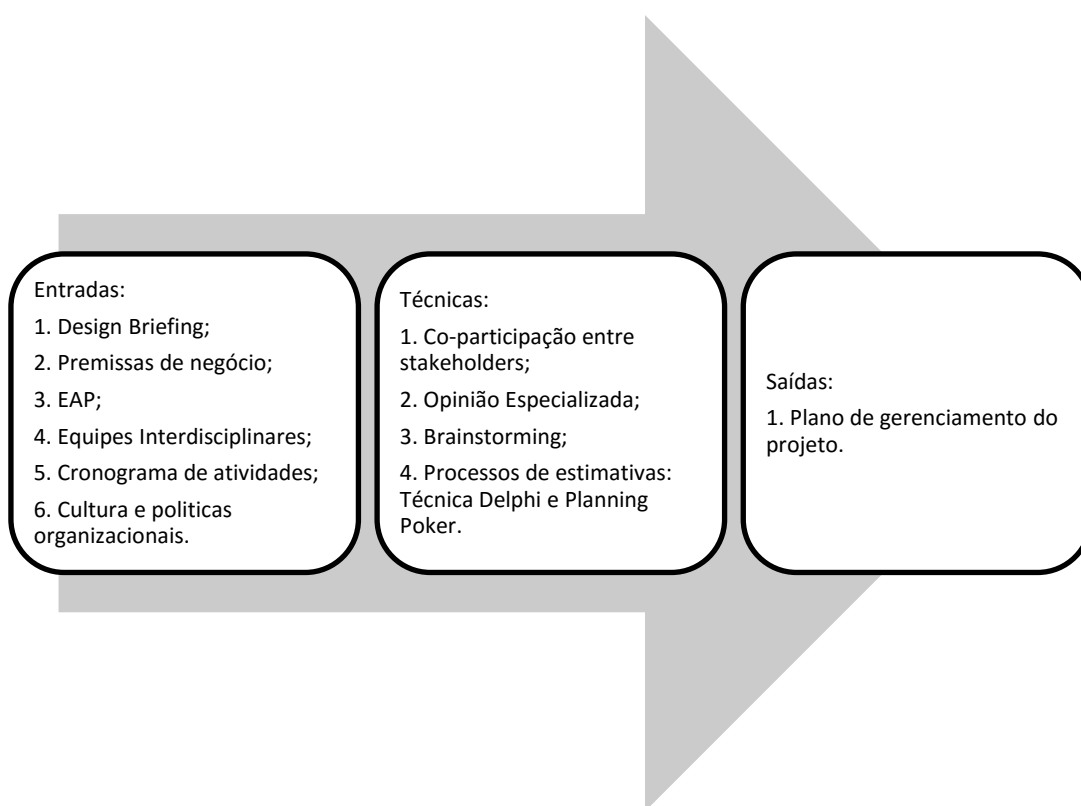 Entradas:
1. Design Briefing;
2. Premissas de negócio;
3. EAP;
4. Equipes Interdisciplinares;
5. Cronograma de atividades;
6. Cultura e politicas
organizacionais.
Técnicas:
1. Co-participação entre
stakeholders;
2. Opinião Especializada;
3. Brainstorming;
4. Processos de estimativas:
Técnica Delphi e Planning
Poker.
Saídas:
1. Plano de gerenciamento do
projeto.